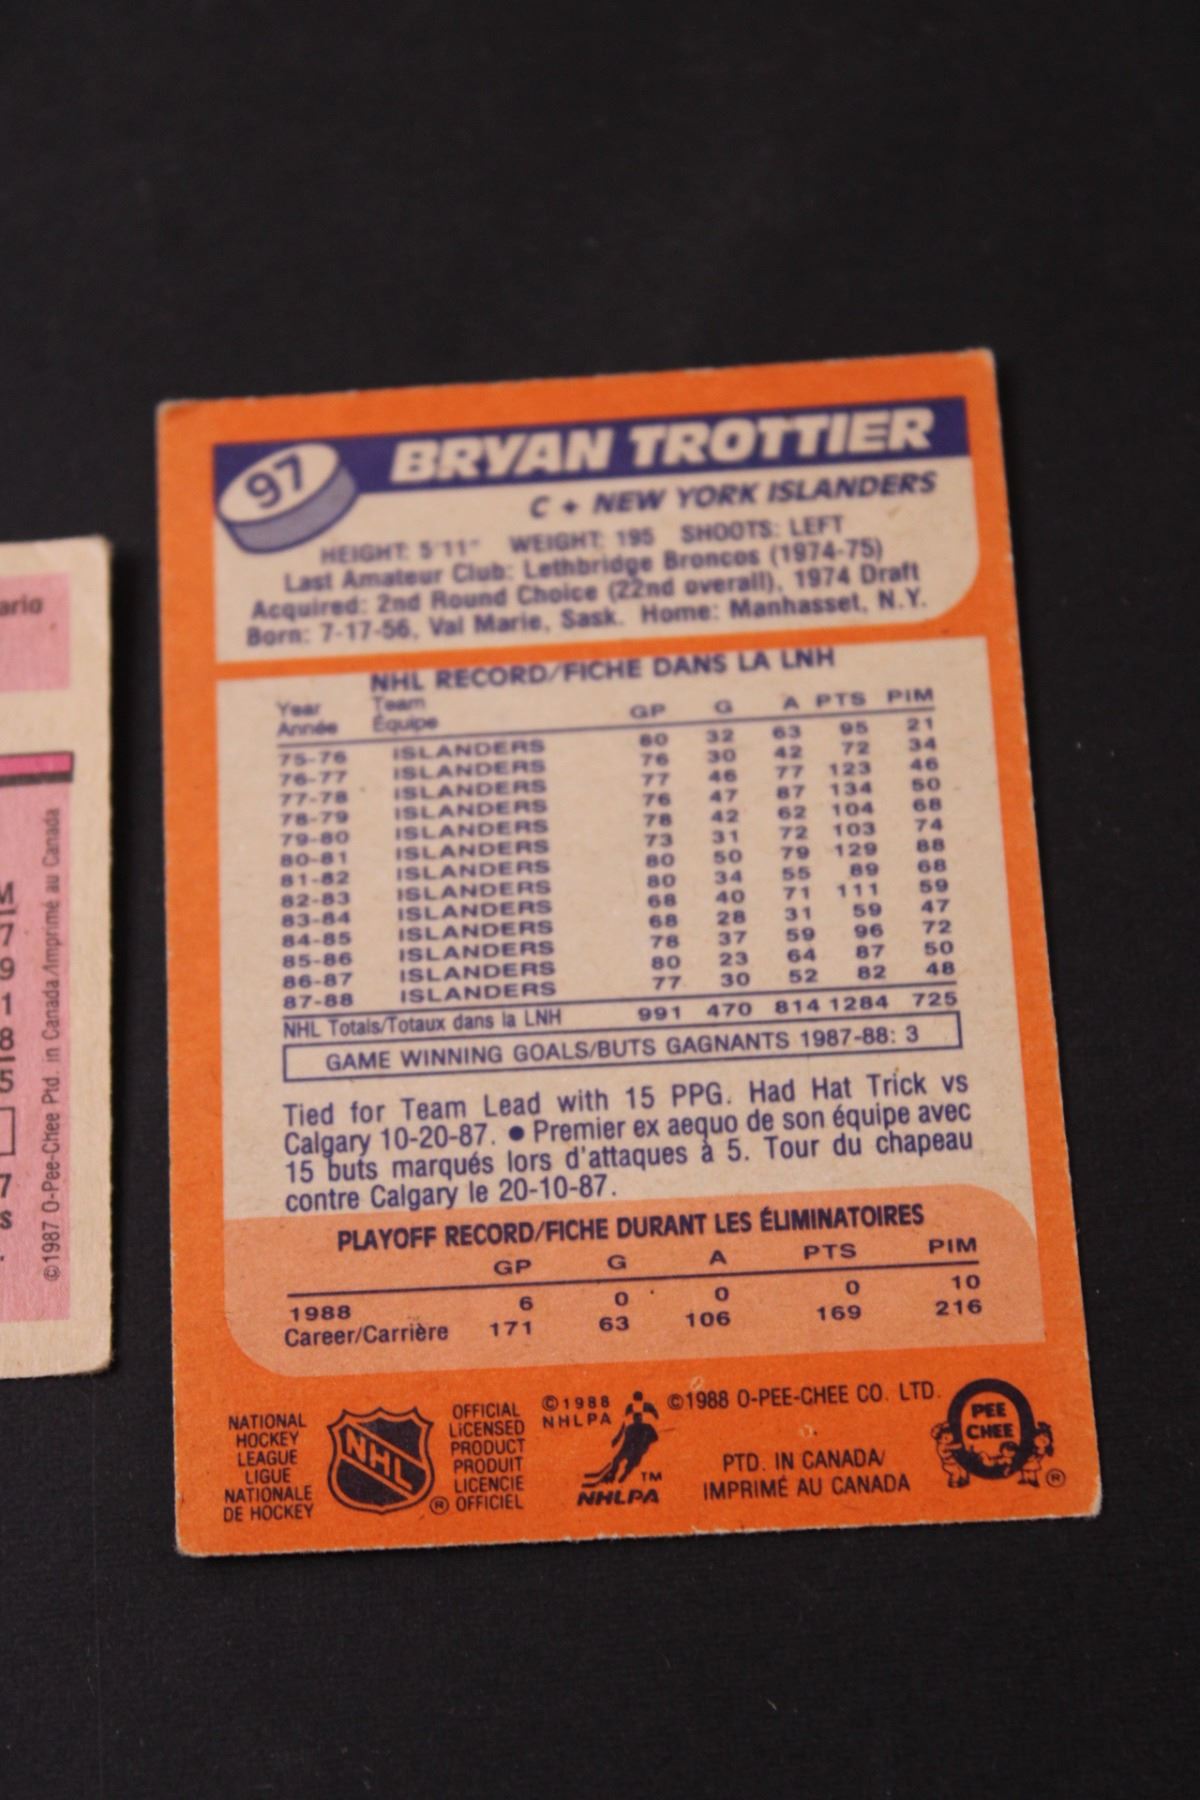 ario
M
7
9
1
8
5
7
s
©1987 O-Pee-Chee Ptd. in Canada/Imprimé au Canada
97
BRYAN TROTTIER
C + NEW YORK ISLANDERS
HEIGHT: 5'11" WEIGHT: 195 SHOOTS: LEFT
Last Amateur Club: Lethbridge Broncos (1974-75)
Acquired: 2nd Round Choice (22nd overall), 1974 Draft
Born: 7-17-56, Val Marie, Sask. Home: Manhasset, N.Y.
NHL RECORD/FICHE DANS LA LNH
Year Team
Année Équipe GP G A PTS PIM
75-76 ISLANDERS 80 32 63 95 21
76-77 ISLANDERS 76 30 42 72 34
77-78 ISLANDERS 77 46 77 123 46
78-79 ISLANDERS 76 47 87 134 50
79-80 ISLANDERS 78 42 62 104 68
80-81 ISLANDERS 73 31 72 103 74
81-82 ISLANDERS 80 50 79 129 88
82-83 ISLANDERS 80 34 55 89 68
83-84 ISLANDERS 68 40 71 111 59
84-85 ISLANDERS 68 28 31 59 47
85-86 ISLANDERS 78 37 59 96 72
86-87 ISLANDERS 80 23 64 87 50
87-88 ISLANDERS 77 30 52 82 48
NHL Totals/Totaux dans la LNH 991 470 814 1284 725
GAME WINNING GOALS/BUTS GAGNANTS 1987-88: 3
Tied for Team Lead with 15 PPG. Had Hat Trick vs
Calgary 10-20-87. • Premier ex aequo de son équipe avec
15 buts marqués lors d'attaques à 5. Tour du chapeau
contre Calgary le 20-10-87.
PLAYOFF RECORD/FICHE DURANT LES ÉLIMINATOIRES
GP G A PTS PIM
1988 6 0 0 0 10
Career/Carrière 171 63 106 169 216
NATIONAL
HOCKEY
LEAGUE
LIGUE
NATIONALE
DE HOCKEY
NHL
®
OFFICIAL
LICENSED
PRODUCT
PRODUIT
LICENCIE
OFFICIEL
©1988
NHLPA
TM
NHLPA
©1988 O-PEE-CHEE CO. LTD.
PTD. IN CANADA/
IMPRIMÉ AU CANADA
O
PEE
CHEE
®